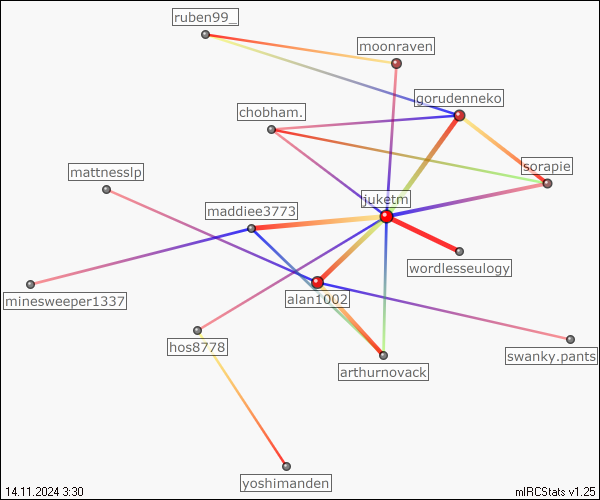 ruben99_
moonraven
gorudenneko
chobham.
sorapie
mattnesslp
juketm
maddiee3773
wordlesseulogy
minesweeper1337
alan1002
hos8778
swanky.pants
arthurnovack
yoshimanden
14.11.2024 3:30
mIRCStats v1.25